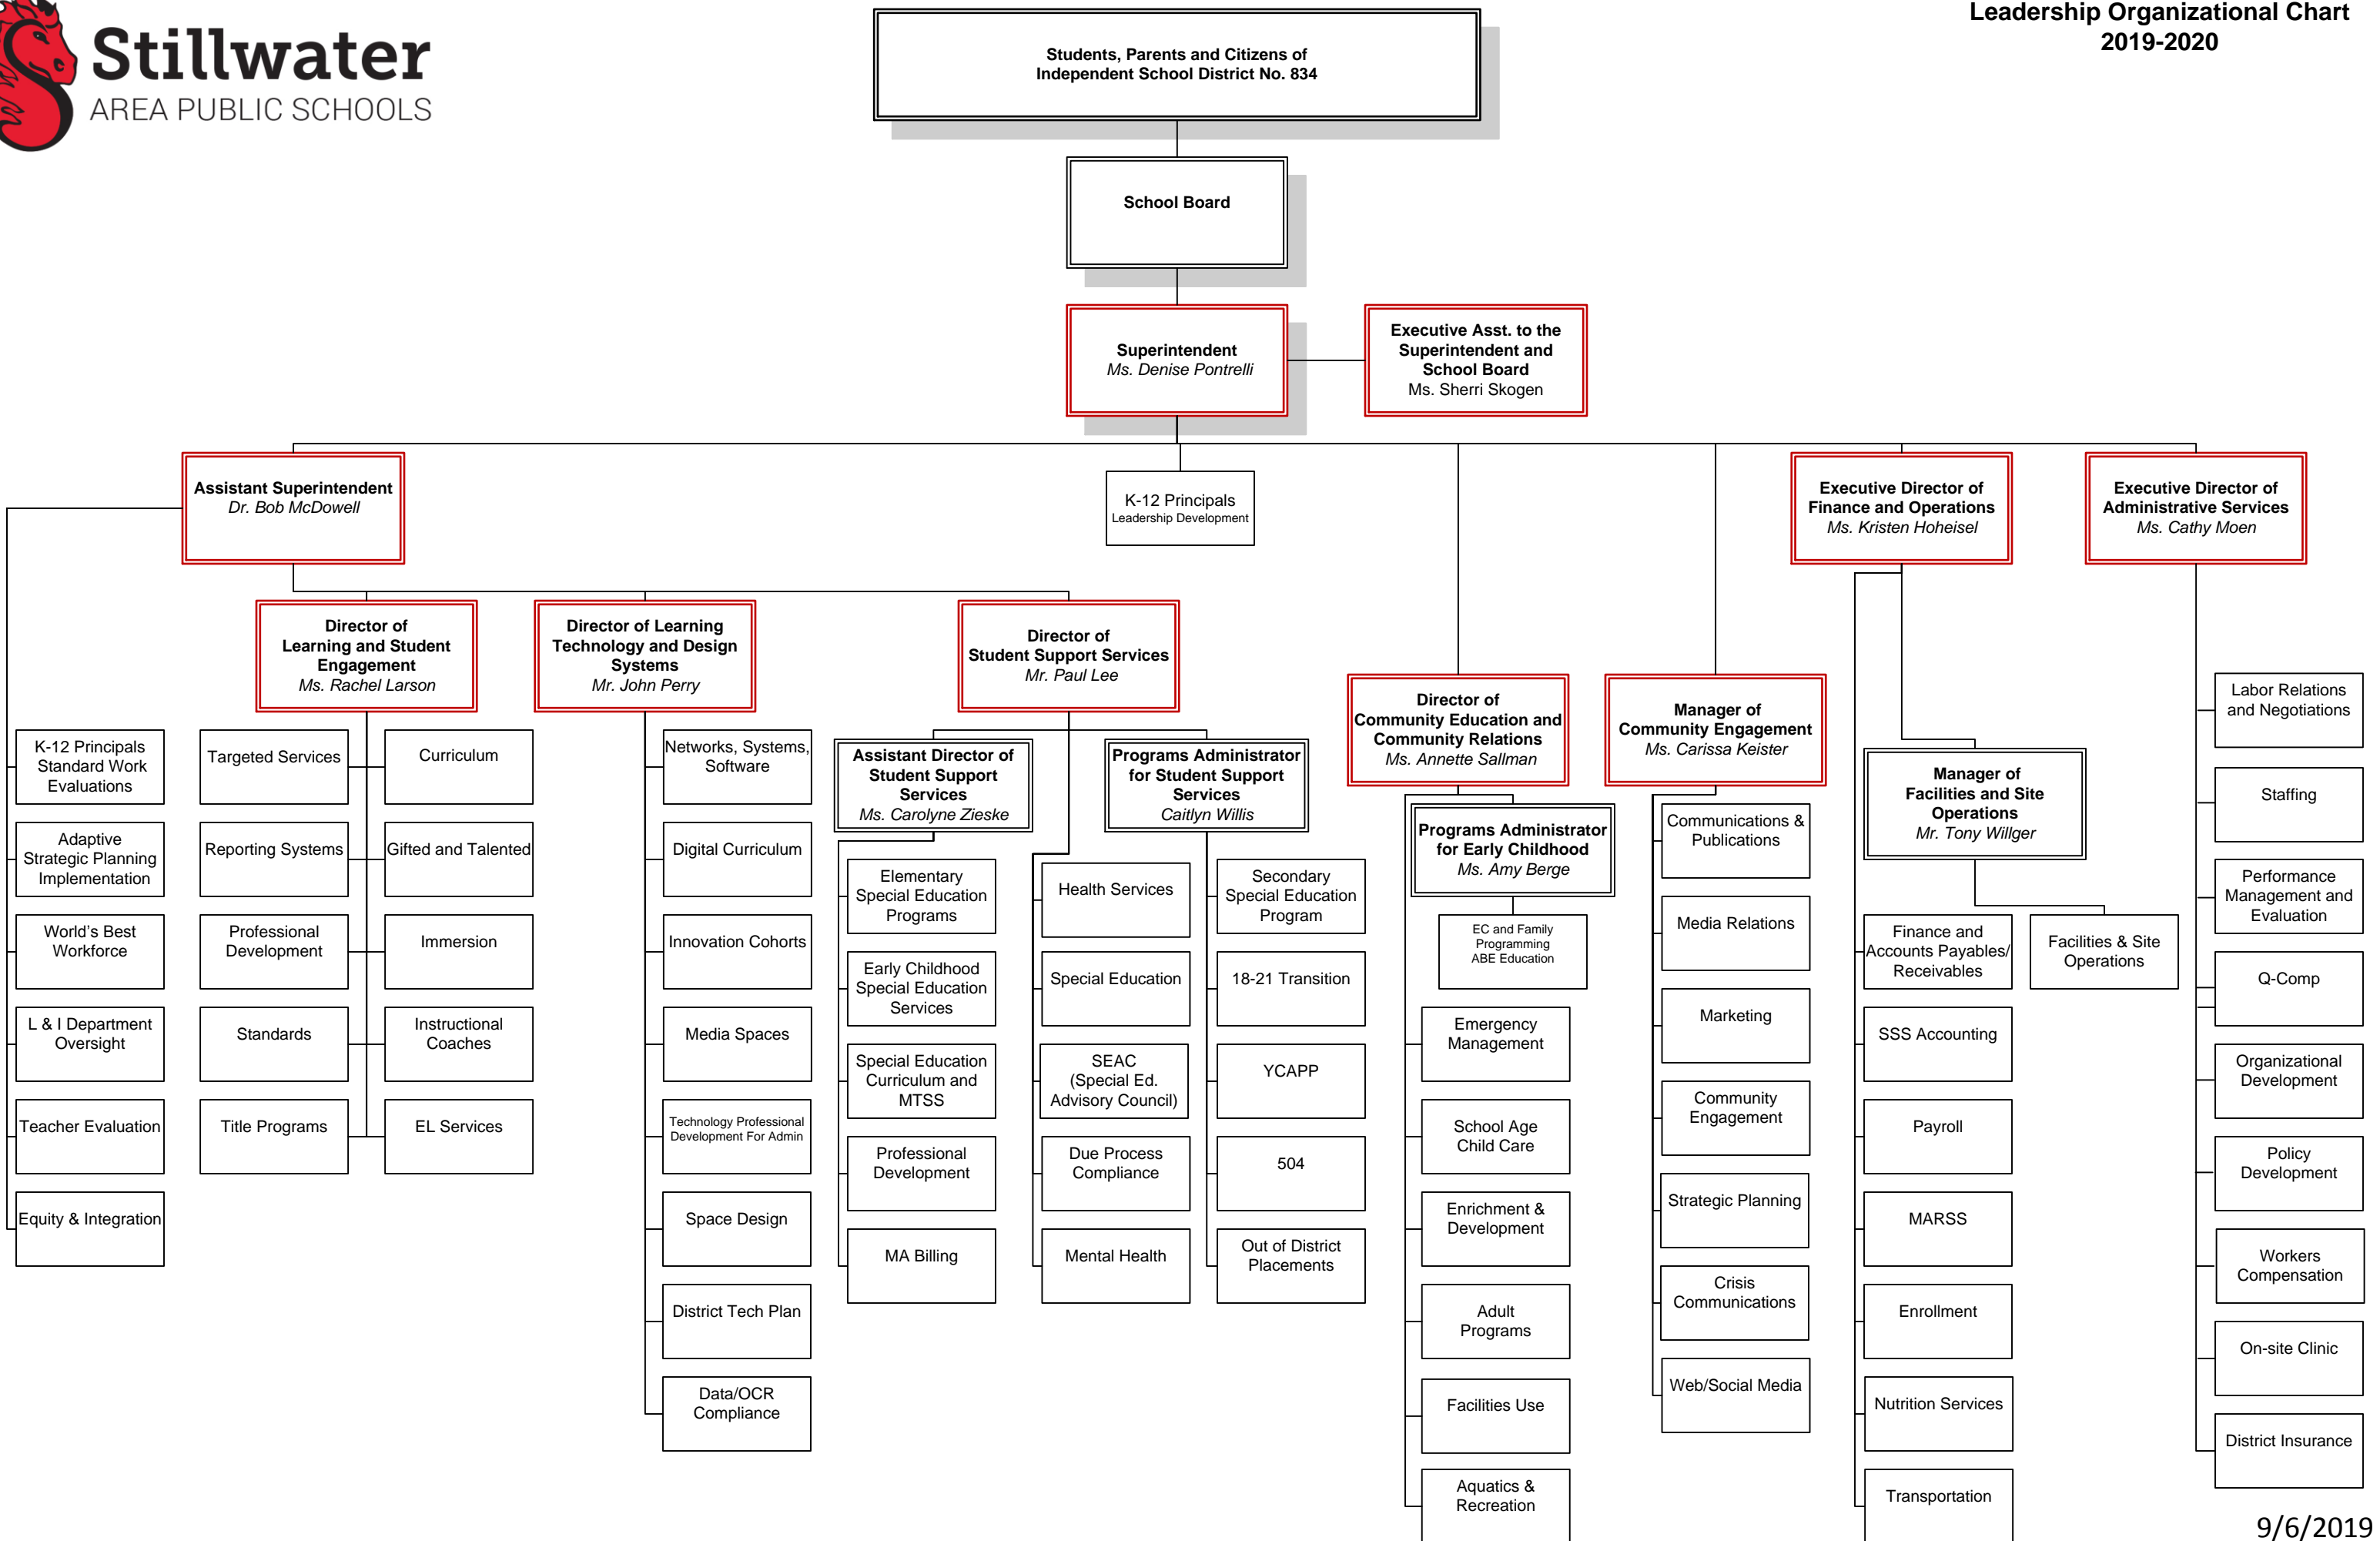 Stillwater
AREA PUBLIC SCHOOLS
Leadership Organizational Chart
2019-2020
Students, Parents and Citizens of
Independent School District No. 834
School Board
Superintendent
Ms. Denise Pontrelli
Executive Asst. to the
Superintendent and
School Board
Ms. Sherri Skogen
Assistant Superintendent
Dr. Bob McDowell
K-12 Principals
Leadership Development
Executive Director of
Finance and Operations
Ms. Kristen Hoheisel
Executive Director of
Administrative Services
Ms. Cathy Moen
Director of
Learning and Student
Engagement
Ms. Rachel Larson
Director of Learning
Technology and Design
Systems
Mr. John Perry
Director of
Student Support Services
Mr. Paul Lee
Director of
Community Education and
Community Relations
Ms. Annette Sallman
Manager of
Community Engagement
Ms. Carissa Keister
Manager of
Facilities and Site
Operations
Mr. Tony Willger
Assistant Director of
Student Support
Services
Ms. Carolyne Zieske
Programs Administrator
for Student Support
Services
Caitlyn Willis
Programs Administrator
for Early Childhood
Ms. Amy Berge
K-12 Principals
Standard Work
Evaluations
Adaptive
Strategic Planning
Implementation
World's Best
Workforce
L & I Department
Oversight
Teacher Evaluation
Equity & Integration
Targeted Services
Reporting Systems
Professional
Development
Standards
Title Programs
Curriculum
Gifted and Talented
Immersion
Instructional
Coaches
EL Services
Networks, Systems,
Software
Digital Curriculum
Innovation Cohorts
Media Spaces
Technology Professional
Development For Admin
Space Design
District Tech Plan
Data/OCR
Compliance
Elementary
Special Education
Programs
Early Childhood
Special Education
Services
Special Education
Curriculum and
MTSS
Professional
Development
MA Billing
Health Services
Special Education
SEAC
(Special Ed.
Advisory Council)
Due Process
Compliance
Mental Health
Secondary
Special Education
Program
18-21 Transition
YCAPP
504
Out of District
Placements
EC and Family
Programming
ABE Education
Emergency
Management
School Age
Child Care
Enrichment &
Development
Adult
Programs
Facilities Use
Aquatics &
Recreation
Communications &
Publications
Media Relations
Marketing
Community
Engagement
Strategic Planning
Crisis
Communications
Web/Social Media
Finance and
Accounts Payables/
Receivables
SSS Accounting
Payroll
MARSS
Enrollment
Nutrition Services
Transportation
Facilities & Site
Operations
Labor Relations
and Negotiations
Staffing
Performance
Management and
Evaluation
Q-Comp
Organizational
Development
Policy
Development
Workers
Compensation
On-site Clinic
District Insurance
9/6/2019